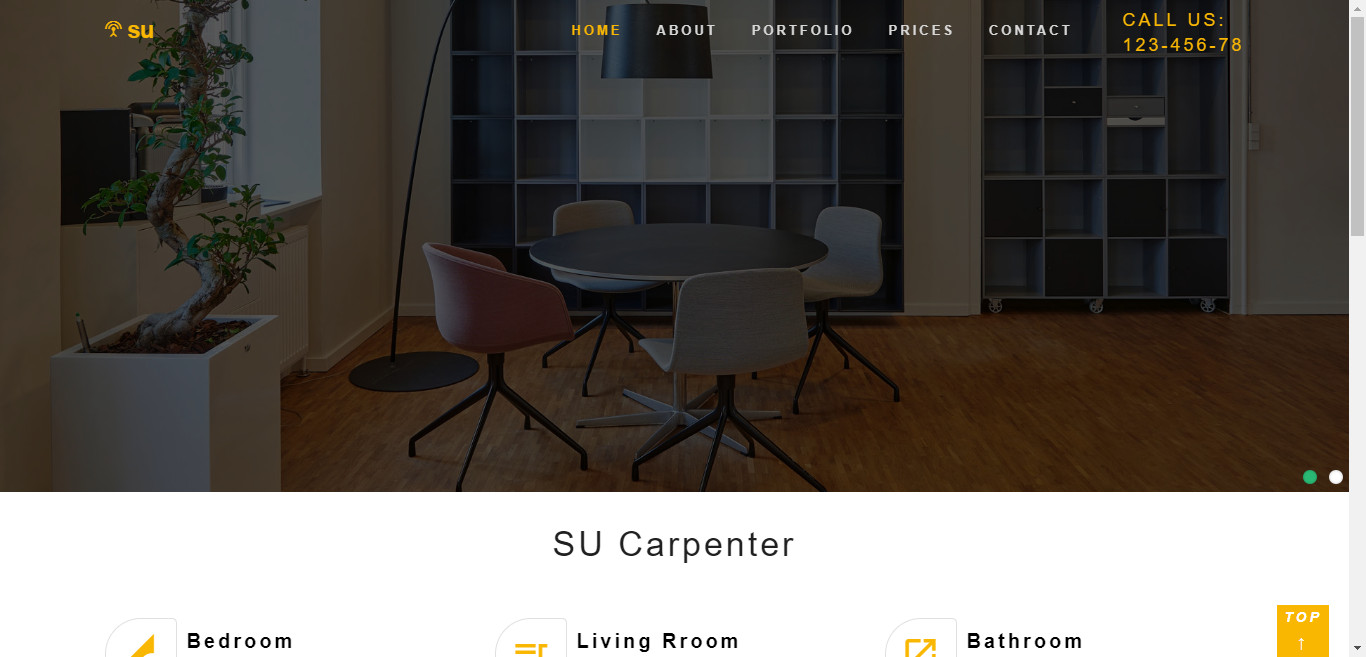 su
HOME
ABOUT
PORTFOLIO
PRICES
CONTACT
CALL US:
123-456-78
SU Carpenter
Bedroom
Living Rroom
Bathroom
TOP
↑